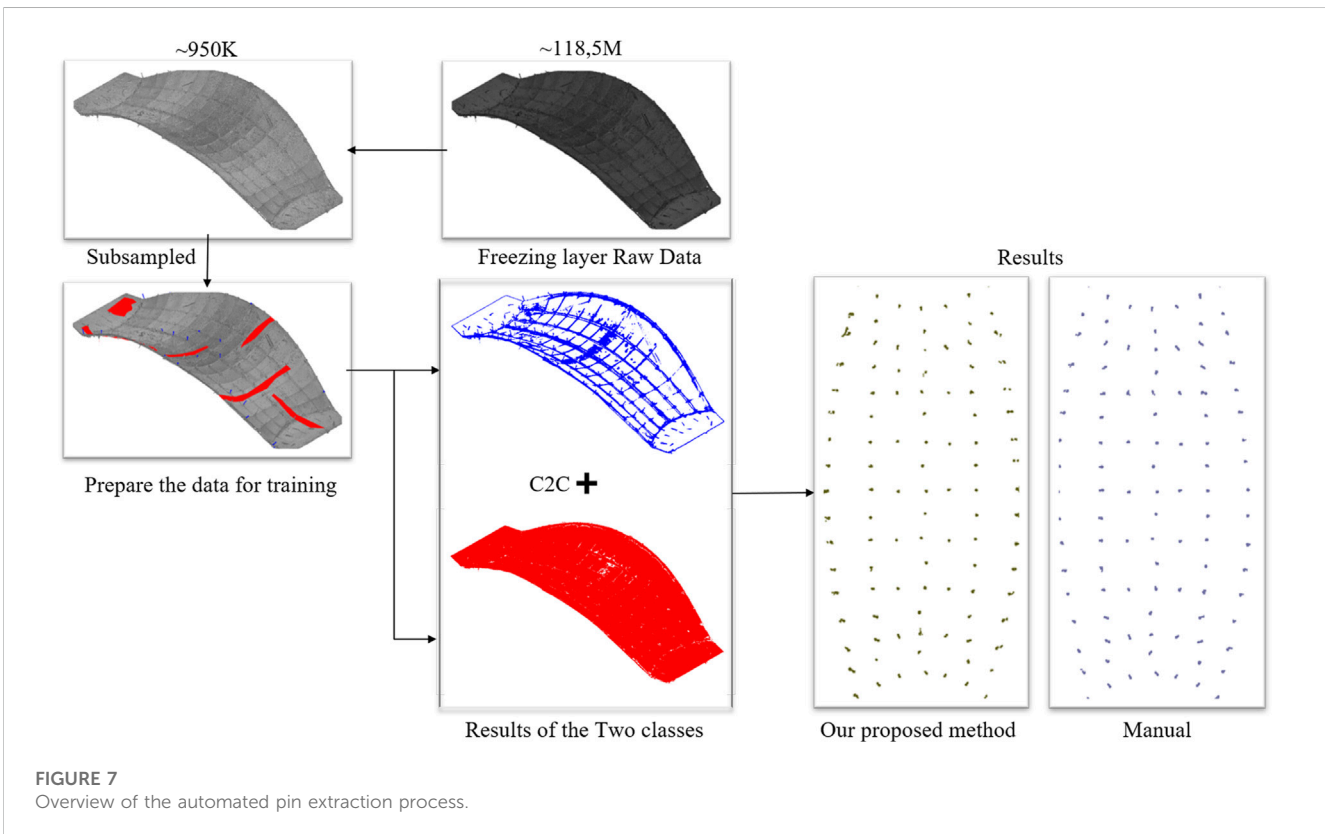 ~950K
~118,5M
Subsampled
Freezing layer Raw Data
Results
Prepare the data for training
C2C +
Results of the Two classes
Our proposed method
Manual
FIGURE 7
Overview of the automated pin extraction process.